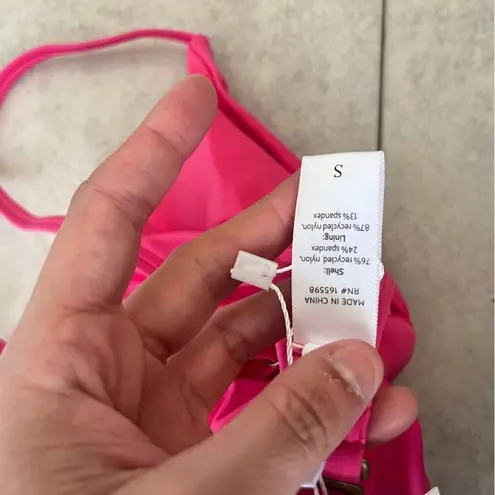 MADE IN CHINA
RN# 165598
Shell:
76% recycled nylon.
24% spandex
Lining:
87% recycled nylon.
13% spandex
S